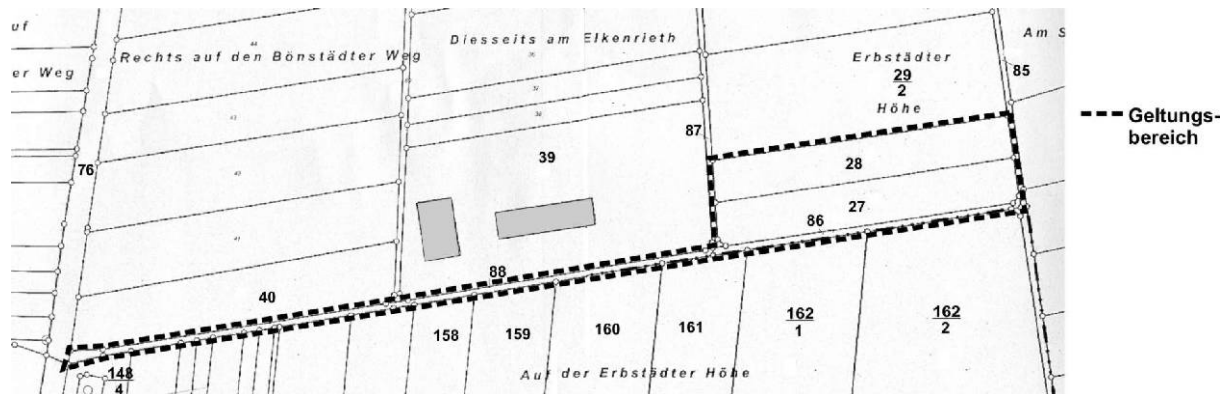 uf
Diesseits am Elkenrieth
Am S
er Weg
Rechts auf den Bönstädter Weg
44
Erbstädter
29
2
Höhe
85
Geltungs-
bereich
87
39
28
76
27
86
88
40
158
159
160
161
162
1
162
2
148
4
Auf der Erbstädter Höhe